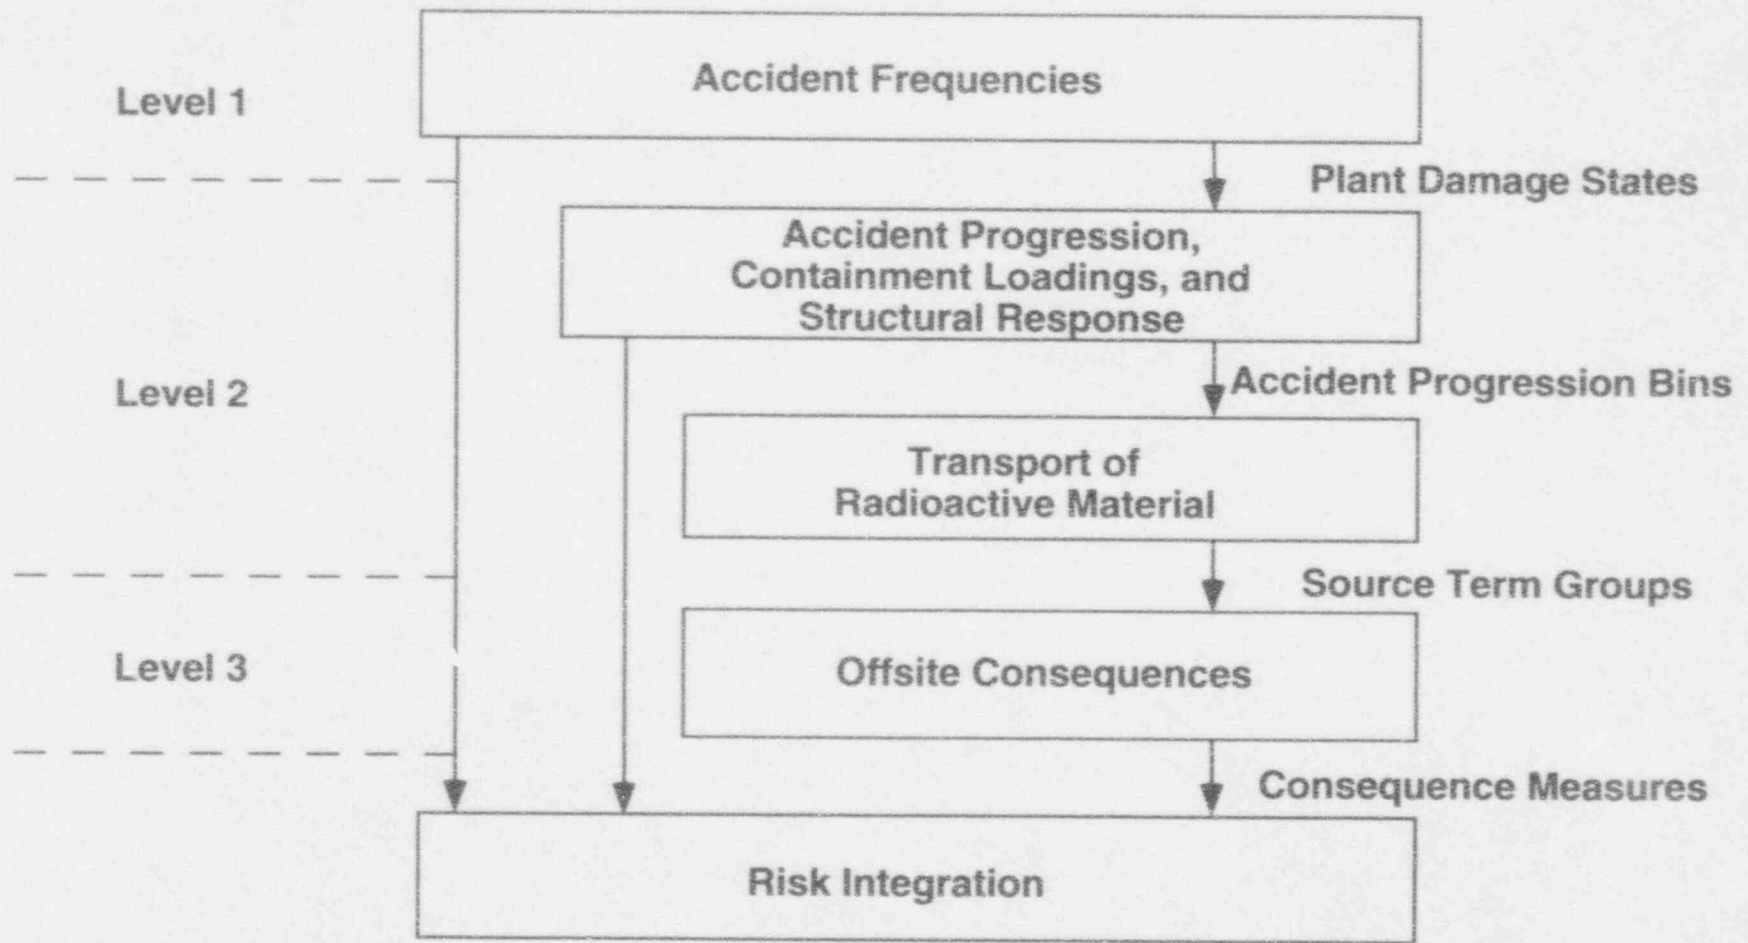 Accident Frequencies
Level 1
Plant Damage States
Accident Progression,
Containment Loadings, and
Structural Response
Level 2
Accident Progression Bins
Transport of
Radioactive Material
Source Term Groups
Level 3
Offsite Consequences
Consequence Measures
Risk Integration